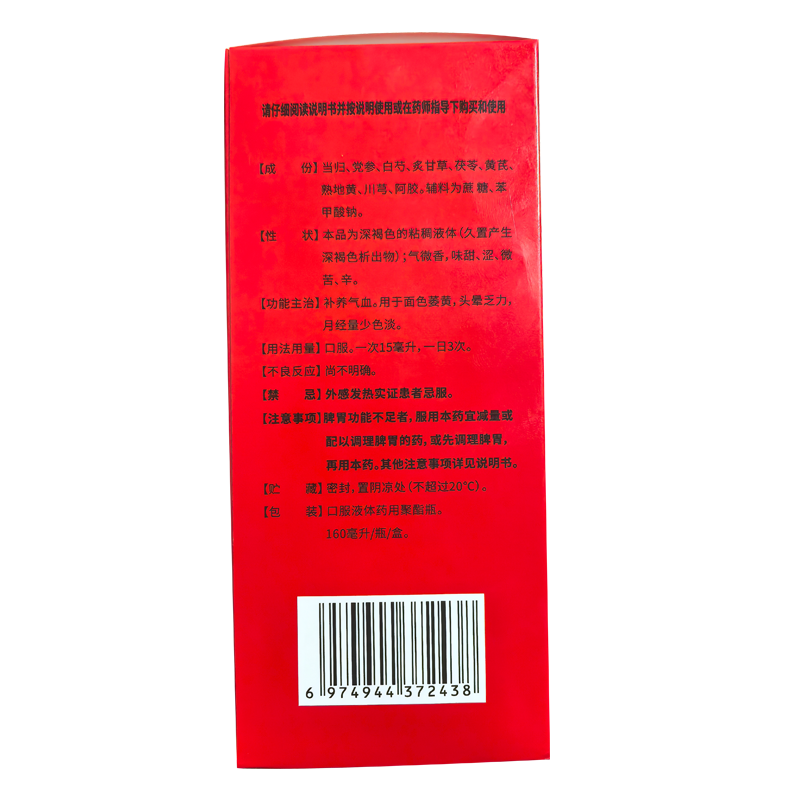 请仔细阅读说明书并按说明使用或在药师指导下购买和使用
【成 份】当归、党参、白芍、炙甘草、茯苓、黄芪、
熟地黄、川芎、阿胶。辅料为蔗糖、苯
甲酸钠。
【性 状】本品为深褐色的粘稠液体(久置产生
深褐色析出物);气微香,味甜、涩、微
苦、辛。
【功能主治】补养气血。用于面色萎黄,头晕乏力,
月经量少色淡。
【用法用量】口服。一次15毫升,一日3次。
【不良反应】尚不明确。
【禁 忌】外感发热实证患者忌服。
【注意事项】脾胃功能不足者,服用本药宜减量或
配以调理脾胃的药,或先调理脾胃,
再用本药。其他注意事项详见说明书。
【贮 藏】密封,置阴凉处(不超过20℃)。
【包 装】口服液体药用聚酯瓶。
160毫升/瓶/盒。
6 974944 372438